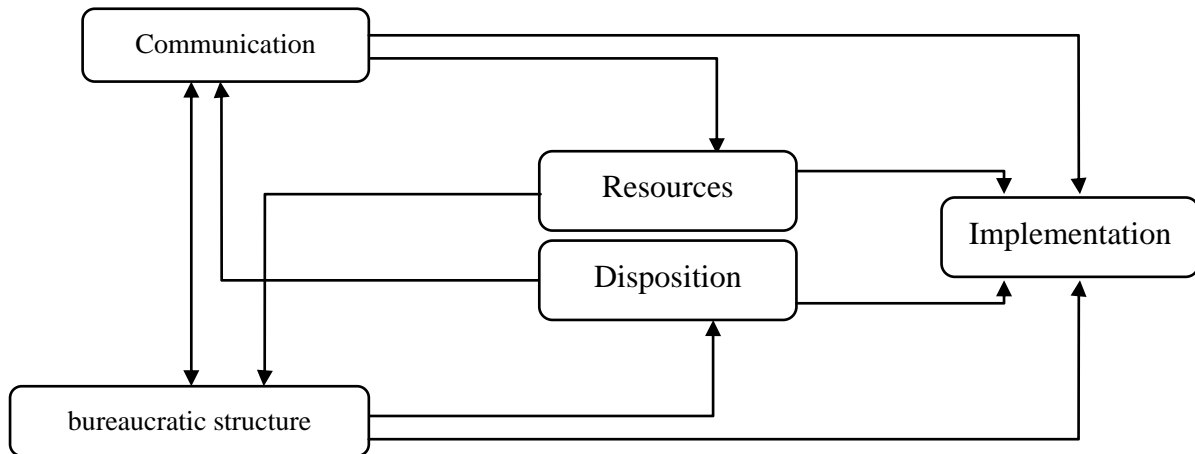 Communication
Resources
Implementation
Disposition
bureaucratic structure